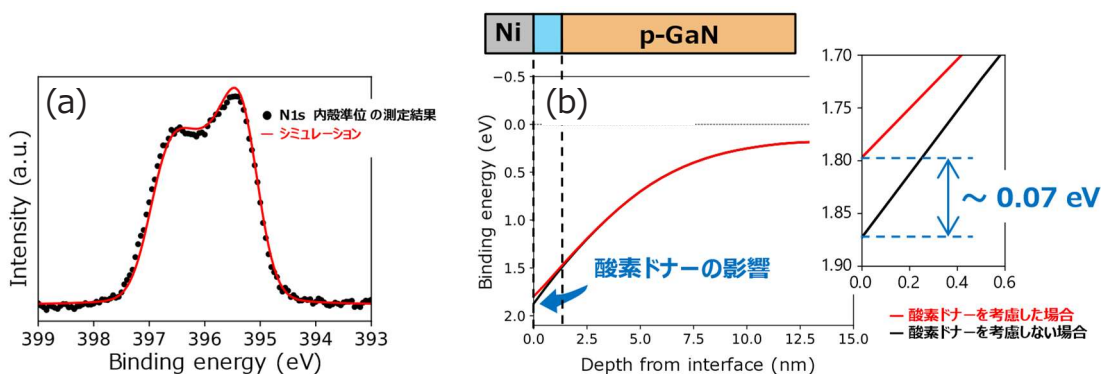 (a)
N1s 内殻準位の測定結果
シミュレーション
Intensity (a.u.)
399 398 397 396 395 394 393
Binding energy (eV)
Ni
p-GaN
(b)
−0.5
0.0
0.5
1.0
1.5
2.0
Binding energy (eV)
酸素ドナーの影響
0.0 2.5 5.0 7.5 10.0 12.5 15.0
Depth from interface (nm)
1.70
1.75
1.80
1.85
1.90
～ 0.07 eV
0.0 0.2 0.4 0.6
酸素ドナーを考慮した場合
酸素ドナーを考慮しない場合